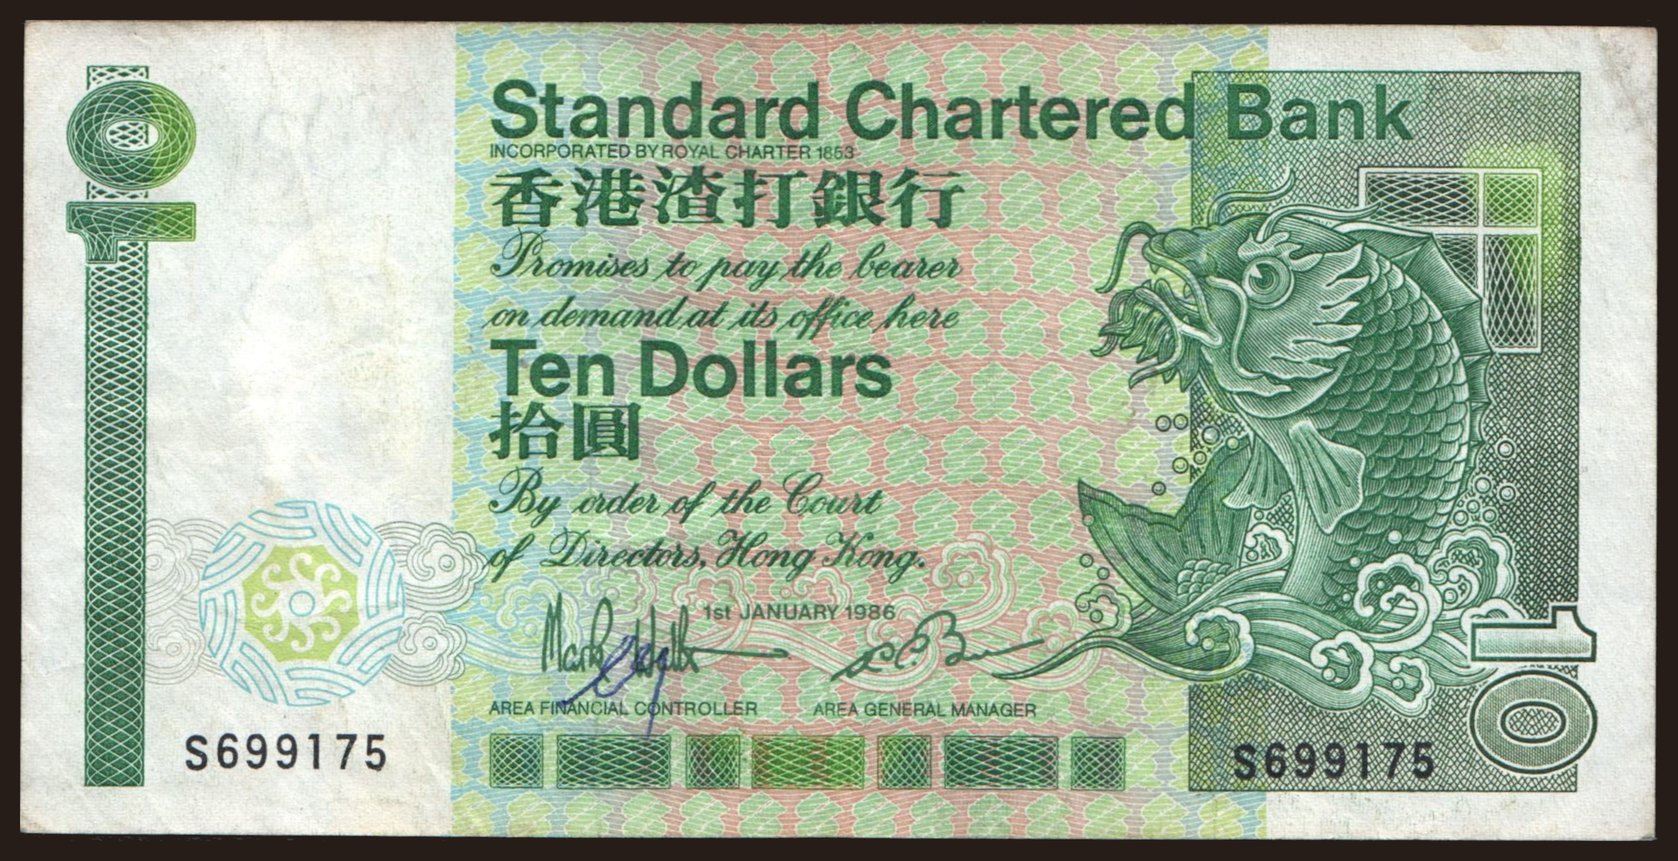 10
Standard Chartered Bank
INCORPORATED BY ROYAL CHARTER 1853
香港渣打銀行
Promises to pay the bearer
on demand at its office here
Ten Dollars
拾圓
By order of the Court
of Directors, Hong Kong.
1st JANUARY 1986
AREA FINANCIAL CONTROLLER AREA GENERAL MANAGER
S699175 S699175
10